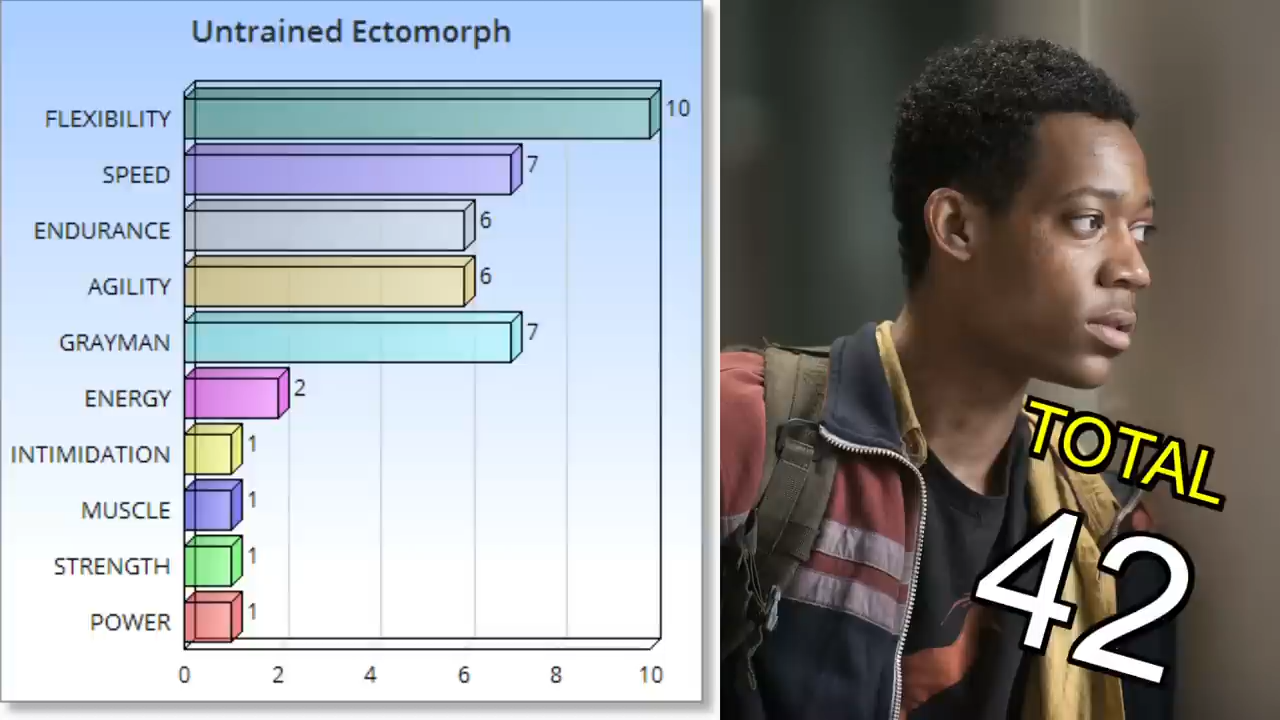 Untrained Ectomorph
FLEXIBILITY 10
SPEED 7
ENDURANCE 6
AGILITY 6
GRAYMAN 7
ENERGY 2
INTIMIDATION 1
MUSCLE 1
STRENGTH 1
POWER 1
0 2 4 6 8 10
TOTAL
42